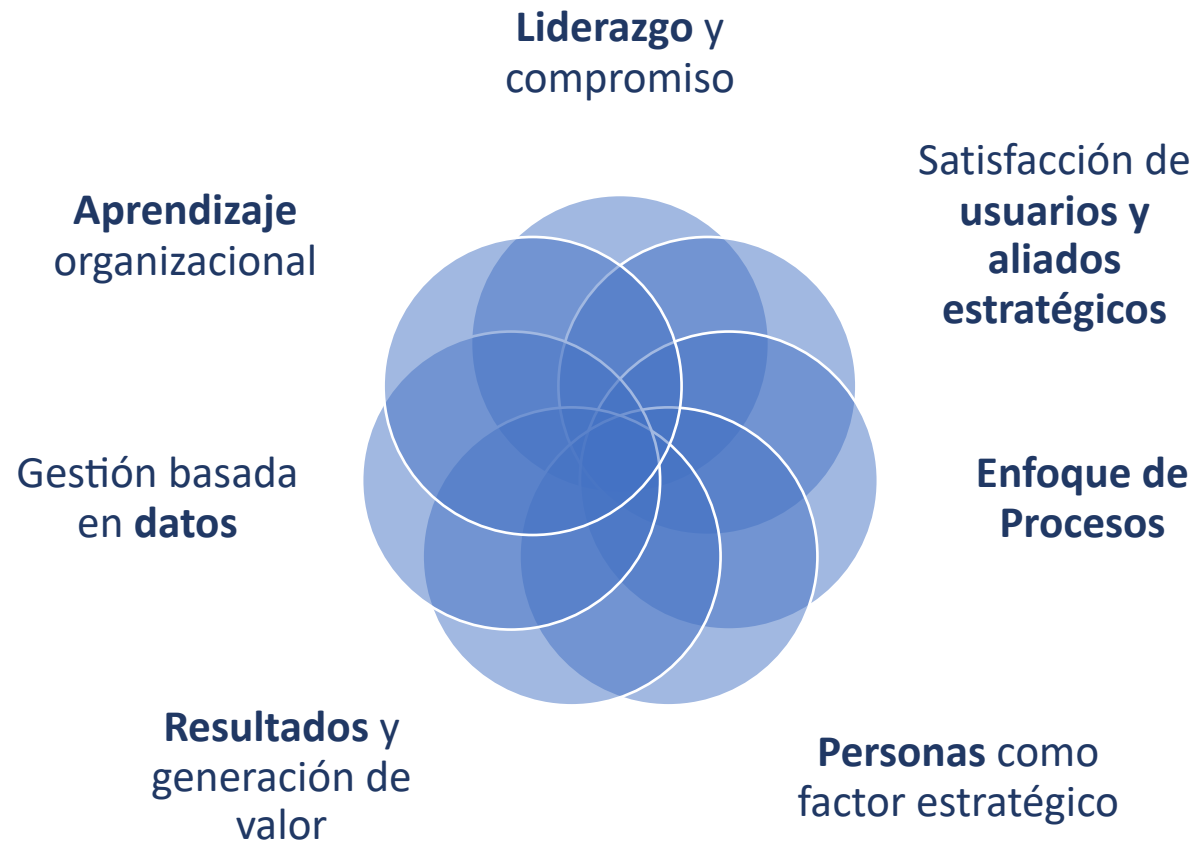 Liderazgo y
compromiso
Satisfacción de
usuarios y
aliados
estratégicos
Enfoque de
Procesos
Personas como
factor estratégico
Resultados y
generación de
valor
Gestión basada
en datos
Aprendizaje
organizacional